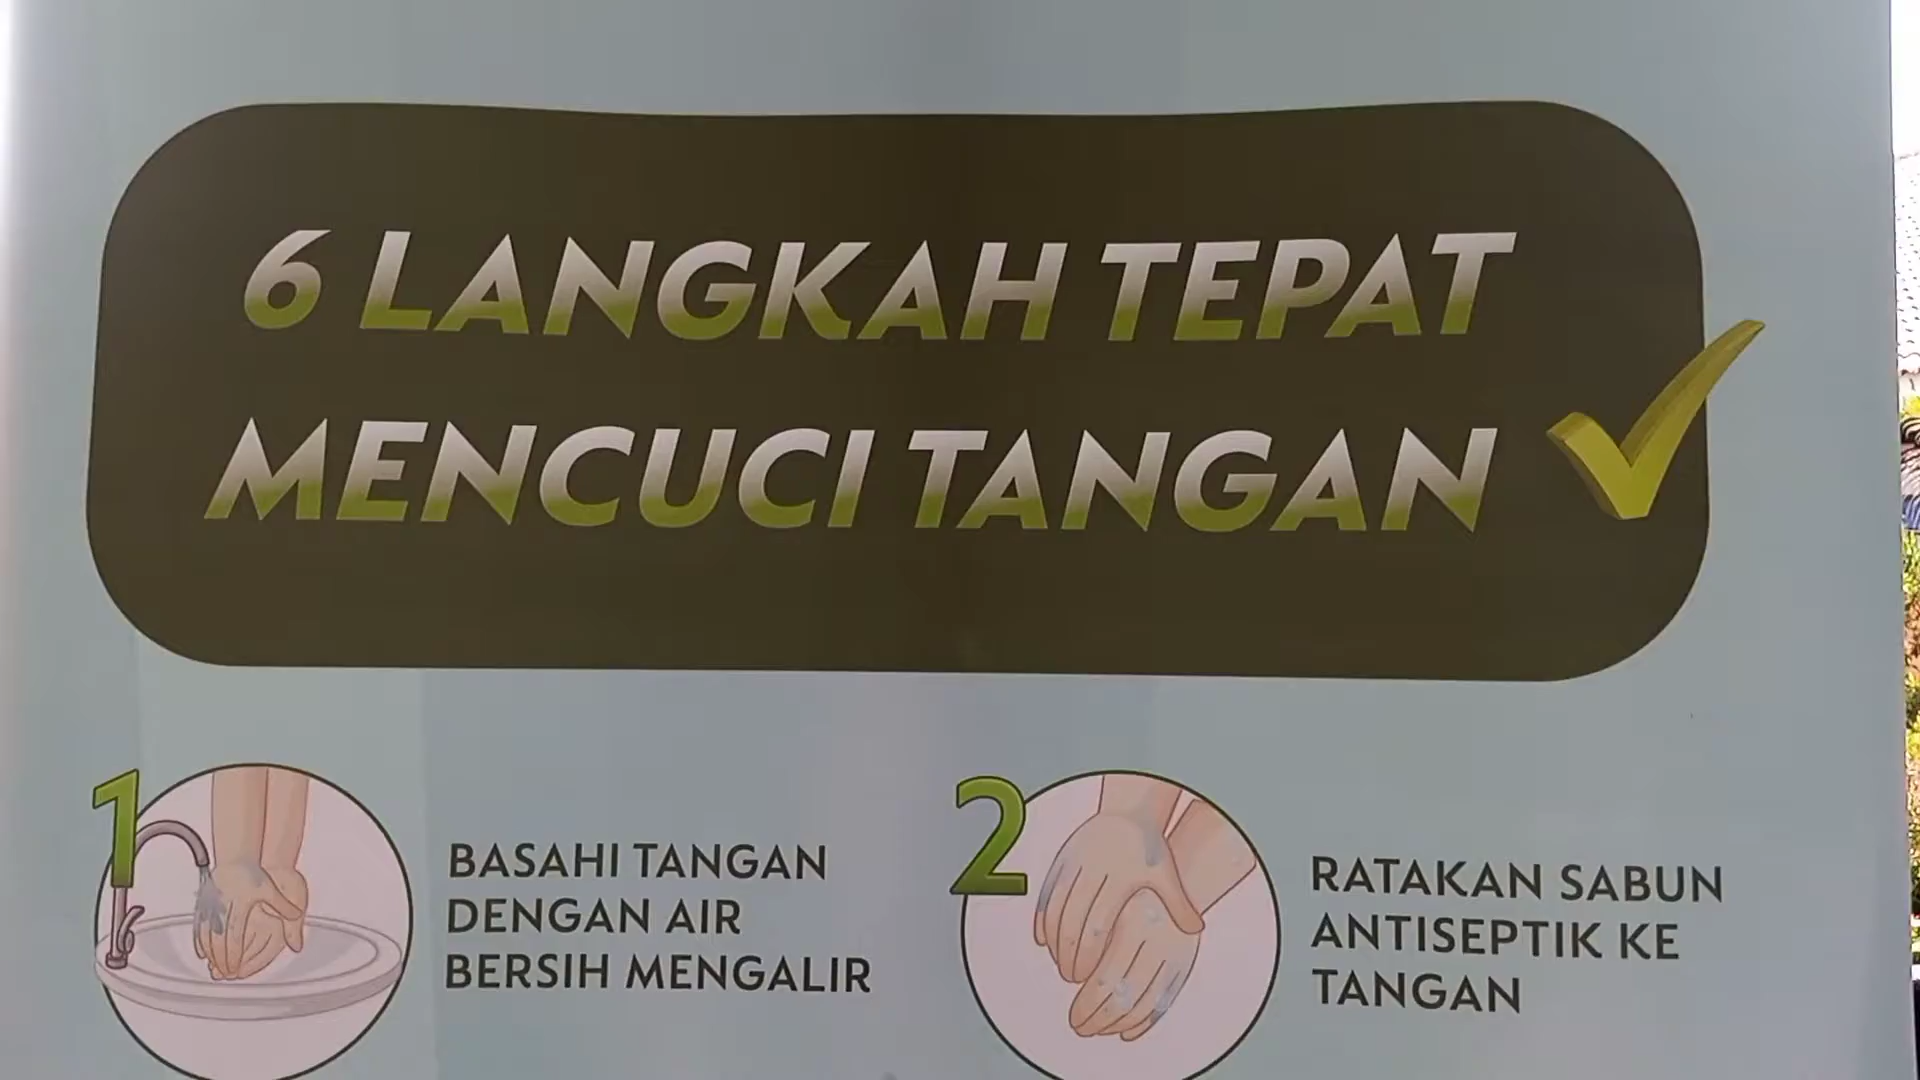 6 LANGKAH TEPAT
MENCUCI TANGAN
1
BASAHI TANGAN
DENGAN AIR
BERSIH MENGALIR
2
RATAKAN SABUN
ANTISEPTIK KE
TANGAN